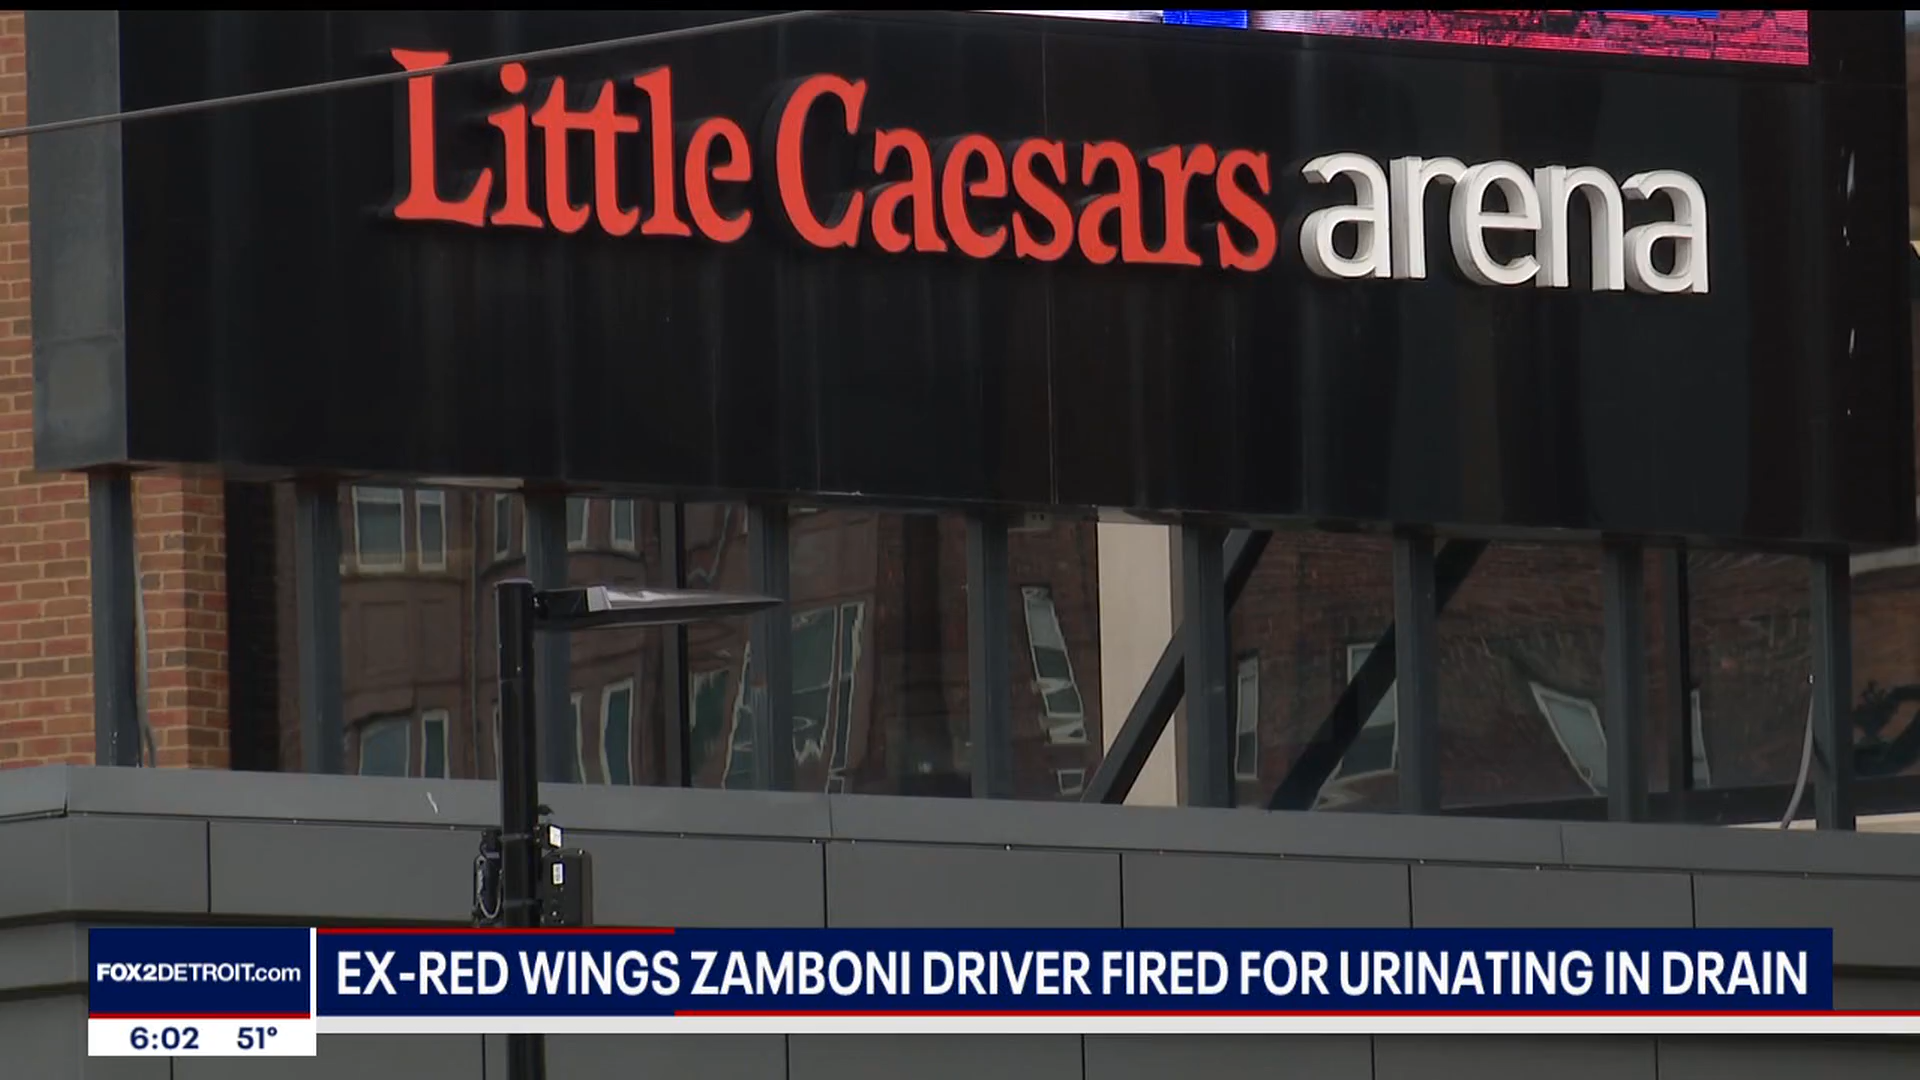 Little Caesars arena
FOX2DETROIT.com
EX-RED WINGS ZAMBONI DRIVER FIRED FOR URINATING IN DRAIN
6:02 51°